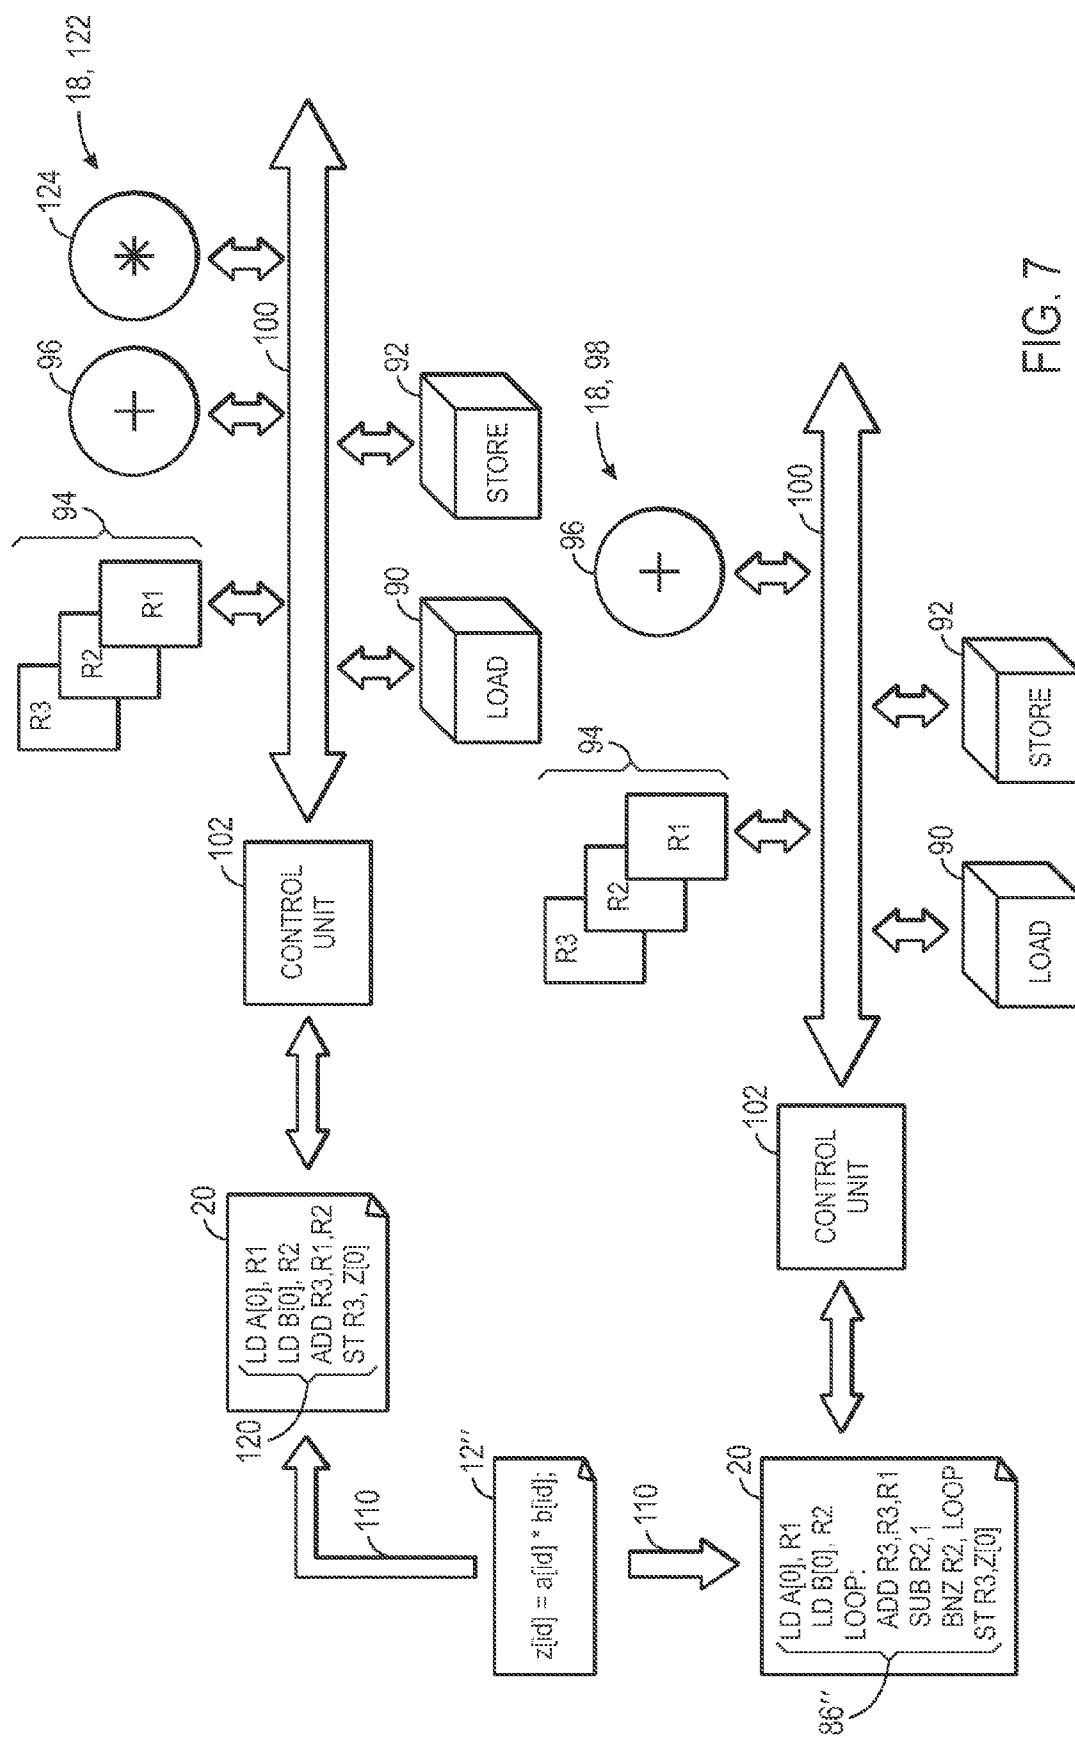 18, 122
124
96
94
R3
R2
R1
100
92
STORE
90
LOAD
102
CONTROL
UNIT
20
LD A[0], R1
LD B[0], R2
ADD R3,R1,R2
ST R3, Z[0]
120
110
12''
z[id] = a[id] * b[id];
110
20
LD A[0], R1
LD B[0], R2
LOOP:
ADD R3,R3,R1
SUB R2,1
BNZ R2, LOOP
ST R3,Z[0]
86''
102
CONTROL
UNIT
94
R3
R2
R1
96
18, 98
100
92
STORE
90
LOAD
FIG. 7